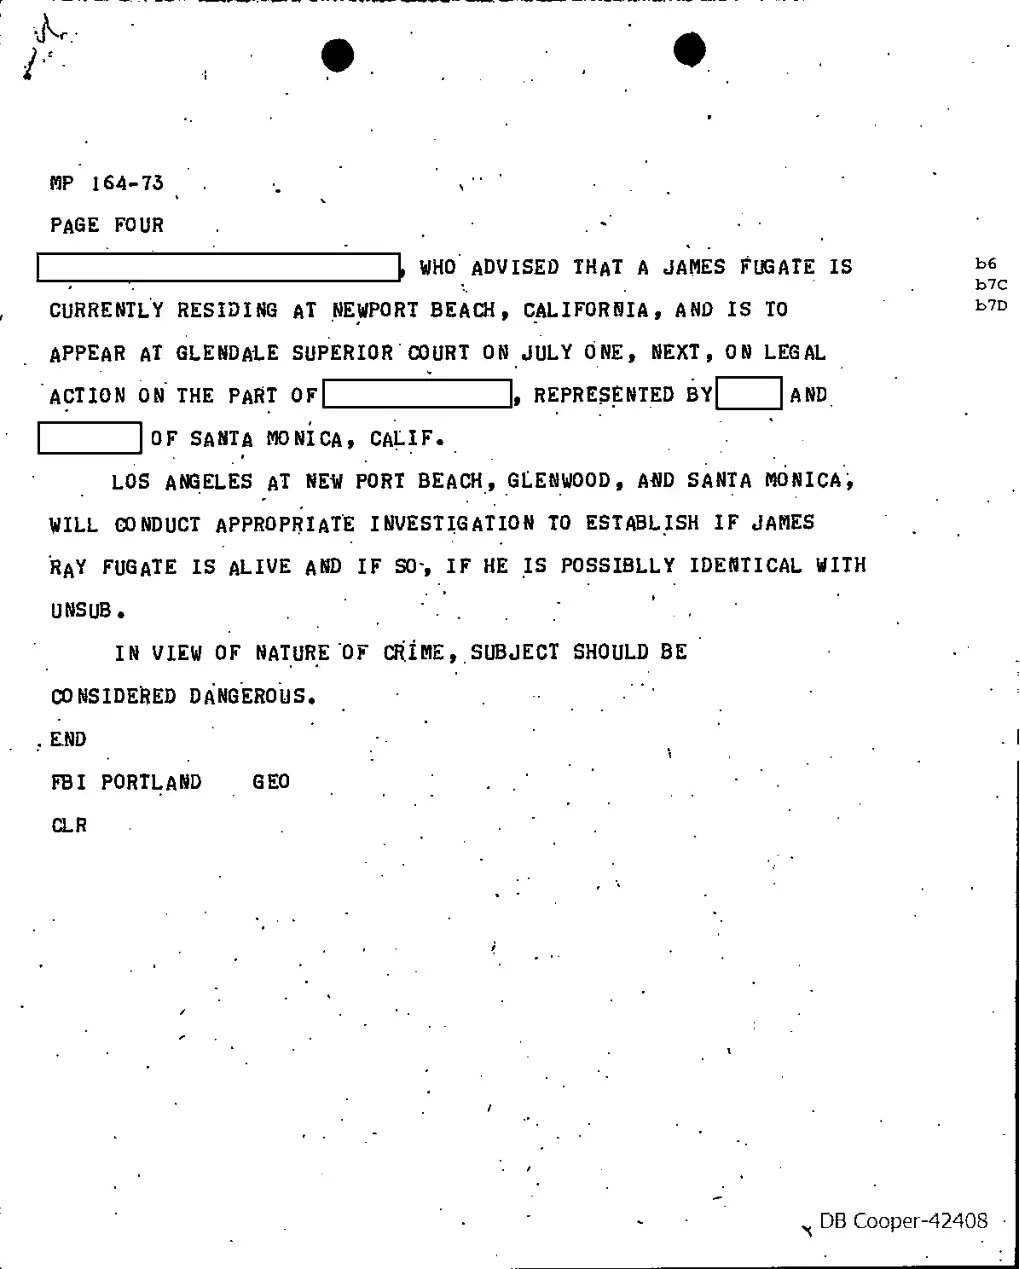 MP 164-73
PAGE FOUR
, WHO ADVISED THAT A JAMES FUGATE IS
CURRENTLY RESIDING AT NEWPORT BEACH, CALIFORNIA, AND IS TO
APPEAR AT GLENDALE SUPERIOR COURT ON JULY ONE, NEXT, ON LEGAL
ACTION ON THE PART OF , REPRESENTED BY AND
OF SANTA MONICA, CALIF.
LOS ANGELES AT NEW PORT BEACH, GLENWOOD, AND SANTA MONICA,
WILL CONDUCT APPROPRIATE INVESTIGATION TO ESTABLISH IF JAMES
RAY FUGATE IS ALIVE AND IF SO, IF HE IS POSSIBLLY IDENTICAL WITH
UNSUB.
IN VIEW OF NATURE OF CRIME, SUBJECT SHOULD BE
CONSIDERED DANGEROUS.
END
FBI PORTLAND GEO
CLR
b6
b7C
b7D
DB Cooper-42408